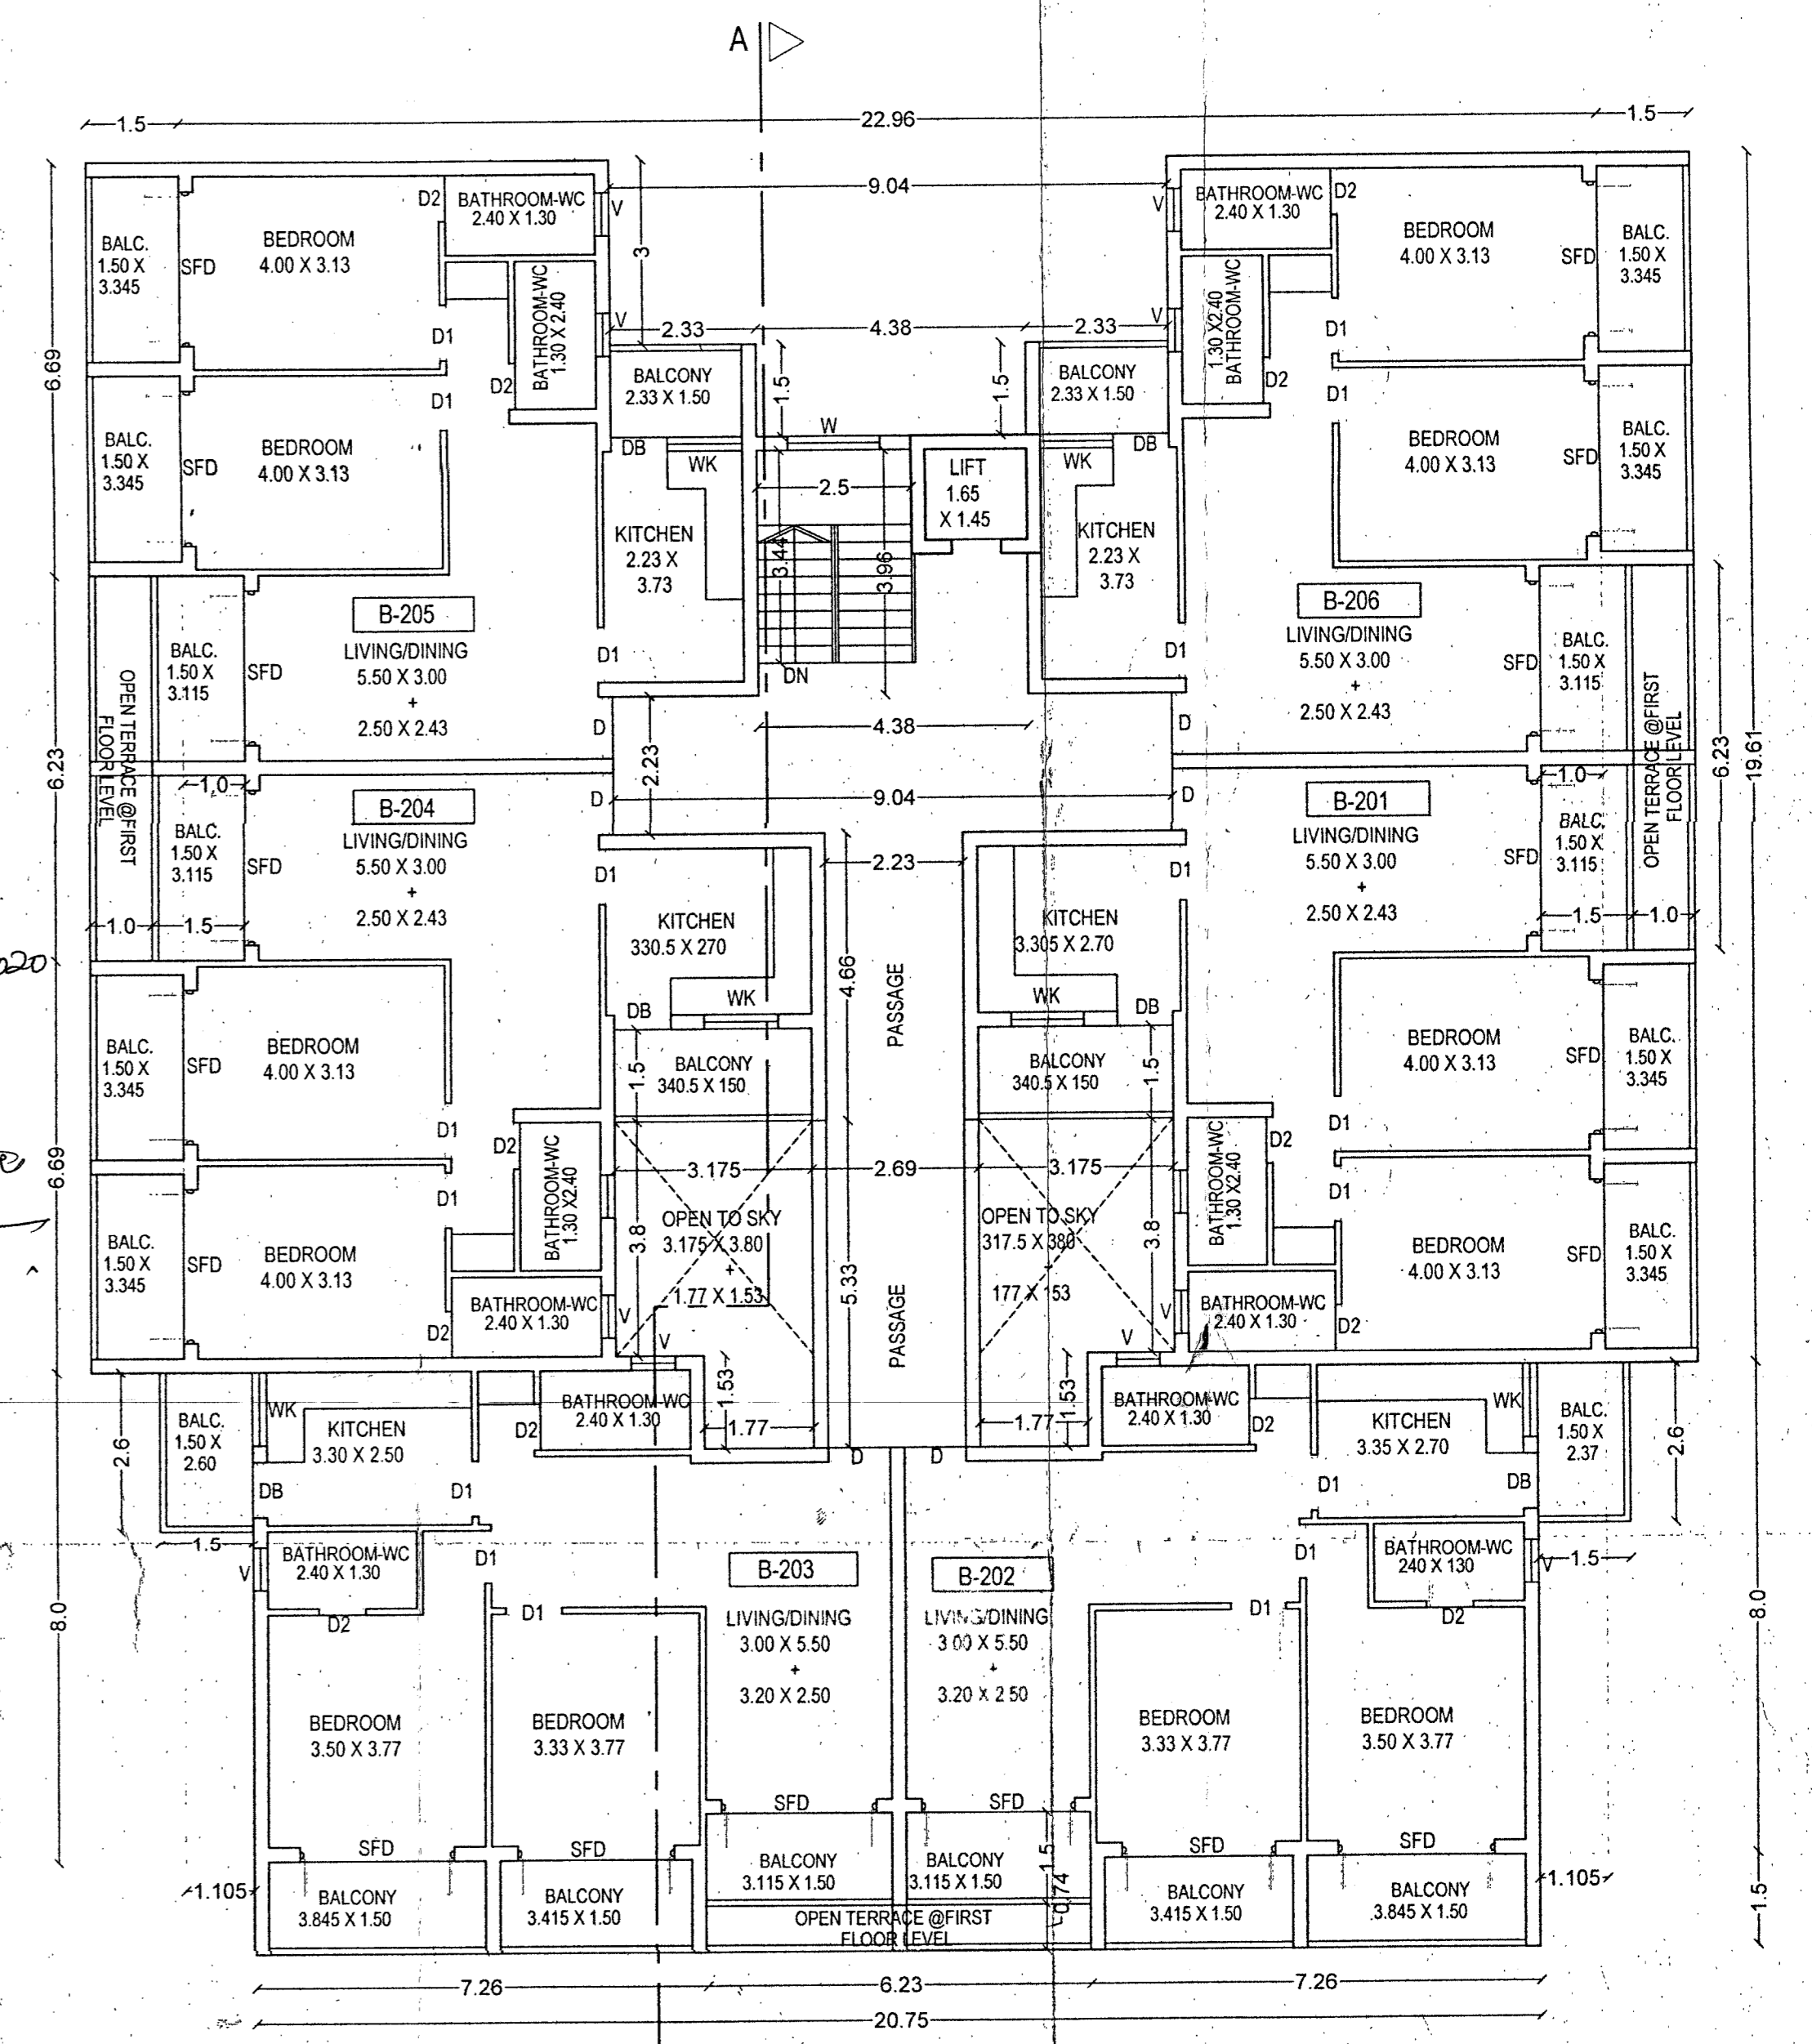 A
1.5
22.96
1.5
9.04
BALC.
1.50 X
3.345
SFD
BEDROOM
4.00 X 3.13
D2
BATHROOM-WC
2.40 X 1.30
V
3
V
BATHROOM-WC
2.40 X 1.30
D2
BEDROOM
4.00 X 3.13
SFD
BALC.
1.50 X
3.345
D1
BATHROOM-WC
1.30 X 2.40
V
2.33
4.38
2.33
V
1.30 X2.40
BATHROOM-WC
D1
6.69
D2
BALCONY
2.33 X 1.50
1.5
1.5
BALCONY
2.33 X 1.50
D2
D1
D1
BALC.
1.50 X
3.345
SFD
BEDROOM
4.00 X 3.13
BEDROOM
4.00 X 3.13
SFD
BALC.
1.50 X
3.345
W
DB
WK
2.5
LIFT
1.65
X 1.45
WK
DB
KITCHEN
2.23 X
3.73
3.44
3.96
KITCHEN
2.23 X
3.73
DN
B-205
LIVING/DINING
5.50 X 3.00
+
2.50 X 2.43
BALC.
1.50 X
3.115
SFD
D1
D
B-206
LIVING/DINING
5.50 X 3.00
+
2.50 X 2.43
D1
D
SFD
BALC.
1.50 X
3.115
OPEN TERRACE @FIRST
FLOOR LEVEL
OPEN TERRACE @FIRST
FLOOR LEVEL
6.23
6.23
19.61
2.23
4.38
9.04
1.0
1.0
B-204
LIVING/DINING
5.50 X 3.00
+
2.50 X 2.43
BALC.
1.50 X
3.115
SFD
D
D1
B-201
LIVING/DINING
5.50 X 3.00
+
2.50 X 2.43
D
D1
SFD
BALC.
1.50 X
3.115
1.0
1.5
1.5
1.0
2.23
KITCHEN
330.5 X 270
WK
DB
4.66
PASSAGE
KITCHEN
3.305 X 2.70
WK
DB
020
BALC.
1.50 X
3.345
SFD
BEDROOM
4.00 X 3.13
1.5
BALCONY
340.5 X 150
BALCONY
340.5 X 150
1.5
BEDROOM
4.00 X 3.13
SFD
BALC.
1.50 X
3.345
D1
D2
D2
D1
6.69
BATHROOM-WC
1.30 X2.40
3.175
2.69
3.175
BATHROOM-WC
1.30 X2.40
D1
D1
BALC.
1.50 X
3.345
SFD
BEDROOM
4.00 X 3.13
3.8
OPEN TO SKY
3.175 X 3.80
+
1.77 X 1.53
5.33
PASSAGE
OPEN TO SKY
317.5 X 380
177 X 153
3.8
BEDROOM
4.00 X 3.13
SFD
BALC.
1.50 X
3.345
D2
BATHROOM-WC
2.40 X 1.30
V
V
V
V
BATHROOM-WC
2.40 X 1.30
D2
2.6
BALC.
1.50 X
2.60
WK
KITCHEN
3.30 X 2.50
D2
BATHROOM-WC
2.40 X 1.30
1.53
1.77
1.77
1.53
BATHROOM-WC
2.40 X 1.30
D2
KITCHEN
3.35 X 2.70
WK
BALC.
1.50 X
2.37
2.6
D
D
DB
D1
D1
DB
1.5
BATHROOM-WC
2.40 X 1.30
V
D2
D1
D1
B-203
LIVING/DINING
3.00 X 5.50
+
3.20 X 2.50
B-202
LIVING/DINING
3.00 X 5.50
+
3.20 X 2.50
D1
D1
BATHROOM-WC
240 X 130
V
1.5
D2
8.0
8.0
BEDROOM
3.50 X 3.77
BEDROOM
3.33 X 3.77
BEDROOM
3.33 X 3.77
BEDROOM
3.50 X 3.77
SFD
SFD
SFD
SFD
SFD
SFD
1.105
BALCONY
3.845 X 1.50
BALCONY
3.415 X 1.50
BALCONY
3.115 X 1.50
BALCONY
3.115 X 1.50
1.5
0.74
BALCONY
3.415 X 1.50
BALCONY
3.845 X 1.50
1.105
1.5
OPEN TERRACE @FIRST
FLOOR LEVEL
7.26
6.23
7.26
20.75